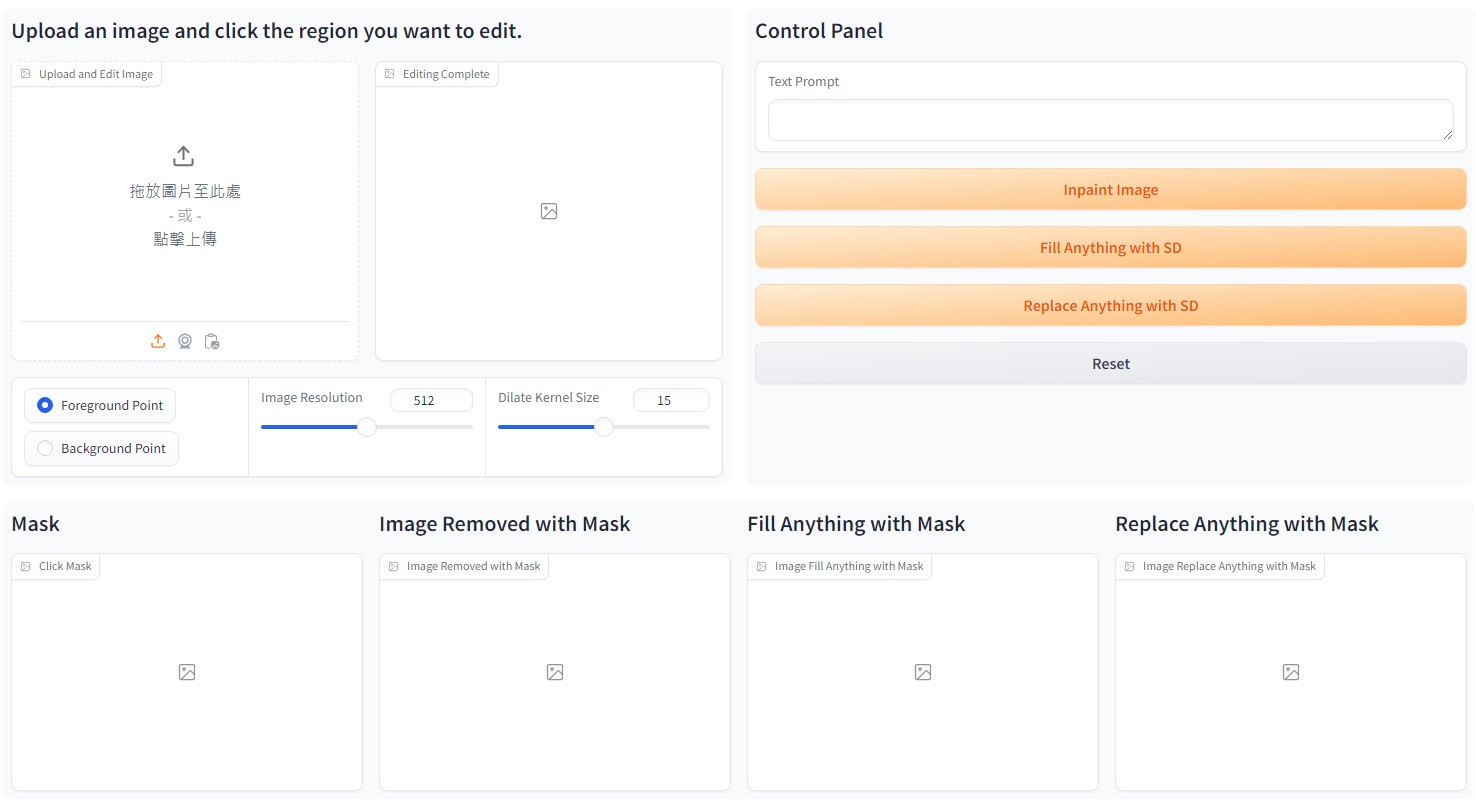 Upload an image and click the region you want to edit.
Upload and Edit Image
拖放圖片至此處
- 或 -
點擊上傳
Editing Complete
Foreground Point
Background Point
Image Resolution
512
Dilate Kernel Size
15
Control Panel
Text Prompt
Inpaint Image
Fill Anything with SD
Replace Anything with SD
Reset
Mask
Click Mask
Image Removed with Mask
Image Removed with Mask
Fill Anything with Mask
Image Fill Anything with Mask
Replace Anything with Mask
Image Replace Anything with Mask